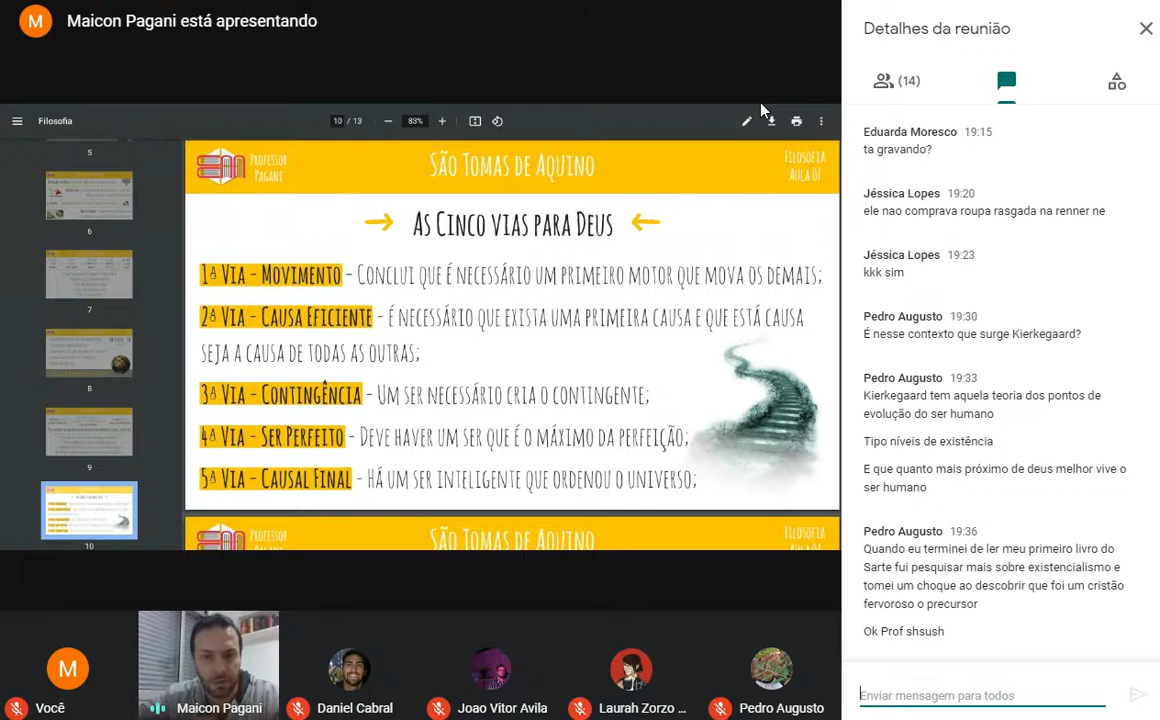 M
Maicon Pagani está apresentando
Filosofia
10 / 13
83%
5
6
7
8
9
10
PROFESSOR
PAGANI
SÃO TOMAS DE AQUINO
FILOSOFIA
AULA 07
AS CINCO VIAS PARA DEUS
1ª VIA - MOVIMENTO - CONCLUI QUE É NECESSÁRIO UM PRIMEIRO MOTOR QUE MOVA OS DEMAIS;
2ª VIA - CAUSA EFICIENTE - É NECESSÁRIO QUE EXISTA UMA PRIMEIRA CAUSA E QUE ESTÁ CAUSA
SEJA A CAUSA DE TODAS AS OUTRAS;
3ª VIA - CONTINGÊNCIA - UM SER NECESSÁRIO CRIA O CONTINGENTE;
4ª VIA - SER PERFEITO - DEVE HAVER UM SER QUE É O MÁXIMO DA PERFEIÇÃO;
5ª VIA - CAUSAL FINAL - HÁ UM SER INTELIGENTE QUE ORDENOU O UNIVERSO;
PROFESSOR
PAGANI
SÃO TOMAS DE AQUINO
FILOSOFIA
AULA 07
M
Você
Maicon Pagani
Daniel Cabral
Joao Vitor Avila
Laurah Zorzo ...
Pedro Augusto
Detalhes da reunião
(14)
Eduarda Moresco 19:15
ta gravando?
Jéssica Lopes 19:20
ele nao comprava roupa rasgada na renner ne
Jéssica Lopes 19:23
kkk sim
Pedro Augusto 19:30
É nesse contexto que surge Kierkegaard?
Pedro Augusto 19:33
Kierkegaard tem aquela teoria dos pontos de
evolução do ser humano
Tipo níveis de existência
E que quanto mais próximo de deus melhor vive o
ser humano
Pedro Augusto 19:36
Quando eu terminei de ler meu primeiro livro do
Sarte fui pesquisar mais sobre existencialismo e
tomei um choque ao descobrir que foi um cristão
fervoroso o precursor
Ok Prof shsush
Enviar mensagem para todos